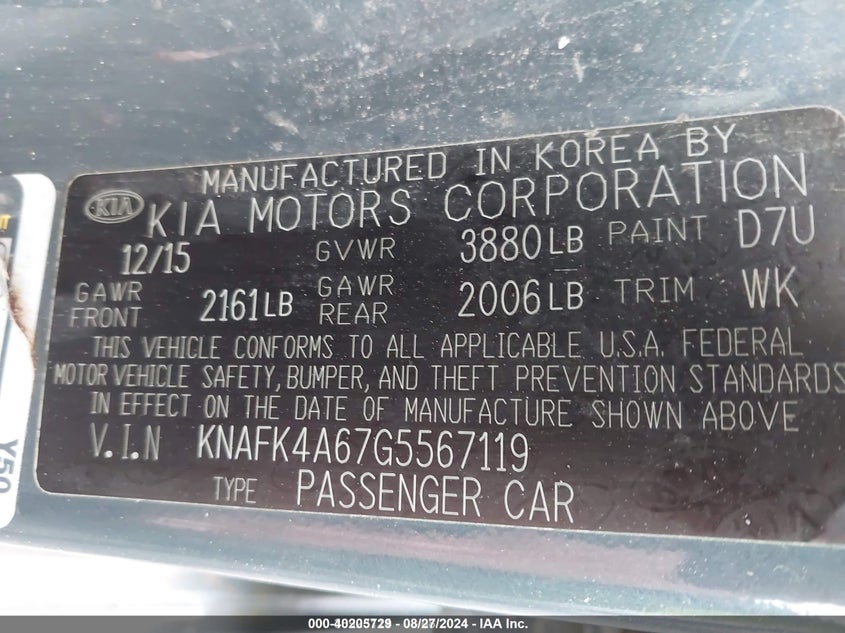 MANUFACTURED IN KOREA BY
KIA KIA MOTORS CORPORATION
12/15 GVWR 3880LB PAINT D7U
GAWR FRONT 2161LB GAWR REAR 2006LB TRIM WK
THIS VEHICLE CONFORMS TO ALL APPLICABLE U.S.A. FEDERAL
MOTOR VEHICLE SAFETY, BUMPER, AND THEFT PREVENTION STANDARDS
IN EFFECT ON THE DATE OF MANUFACTURE SHOWN ABOVE
V.I.N KNAFK4A67G5567119
TYPE PASSENGER CAR
Y50
000-40205729 - 08/27/2024 - IAA Inc.